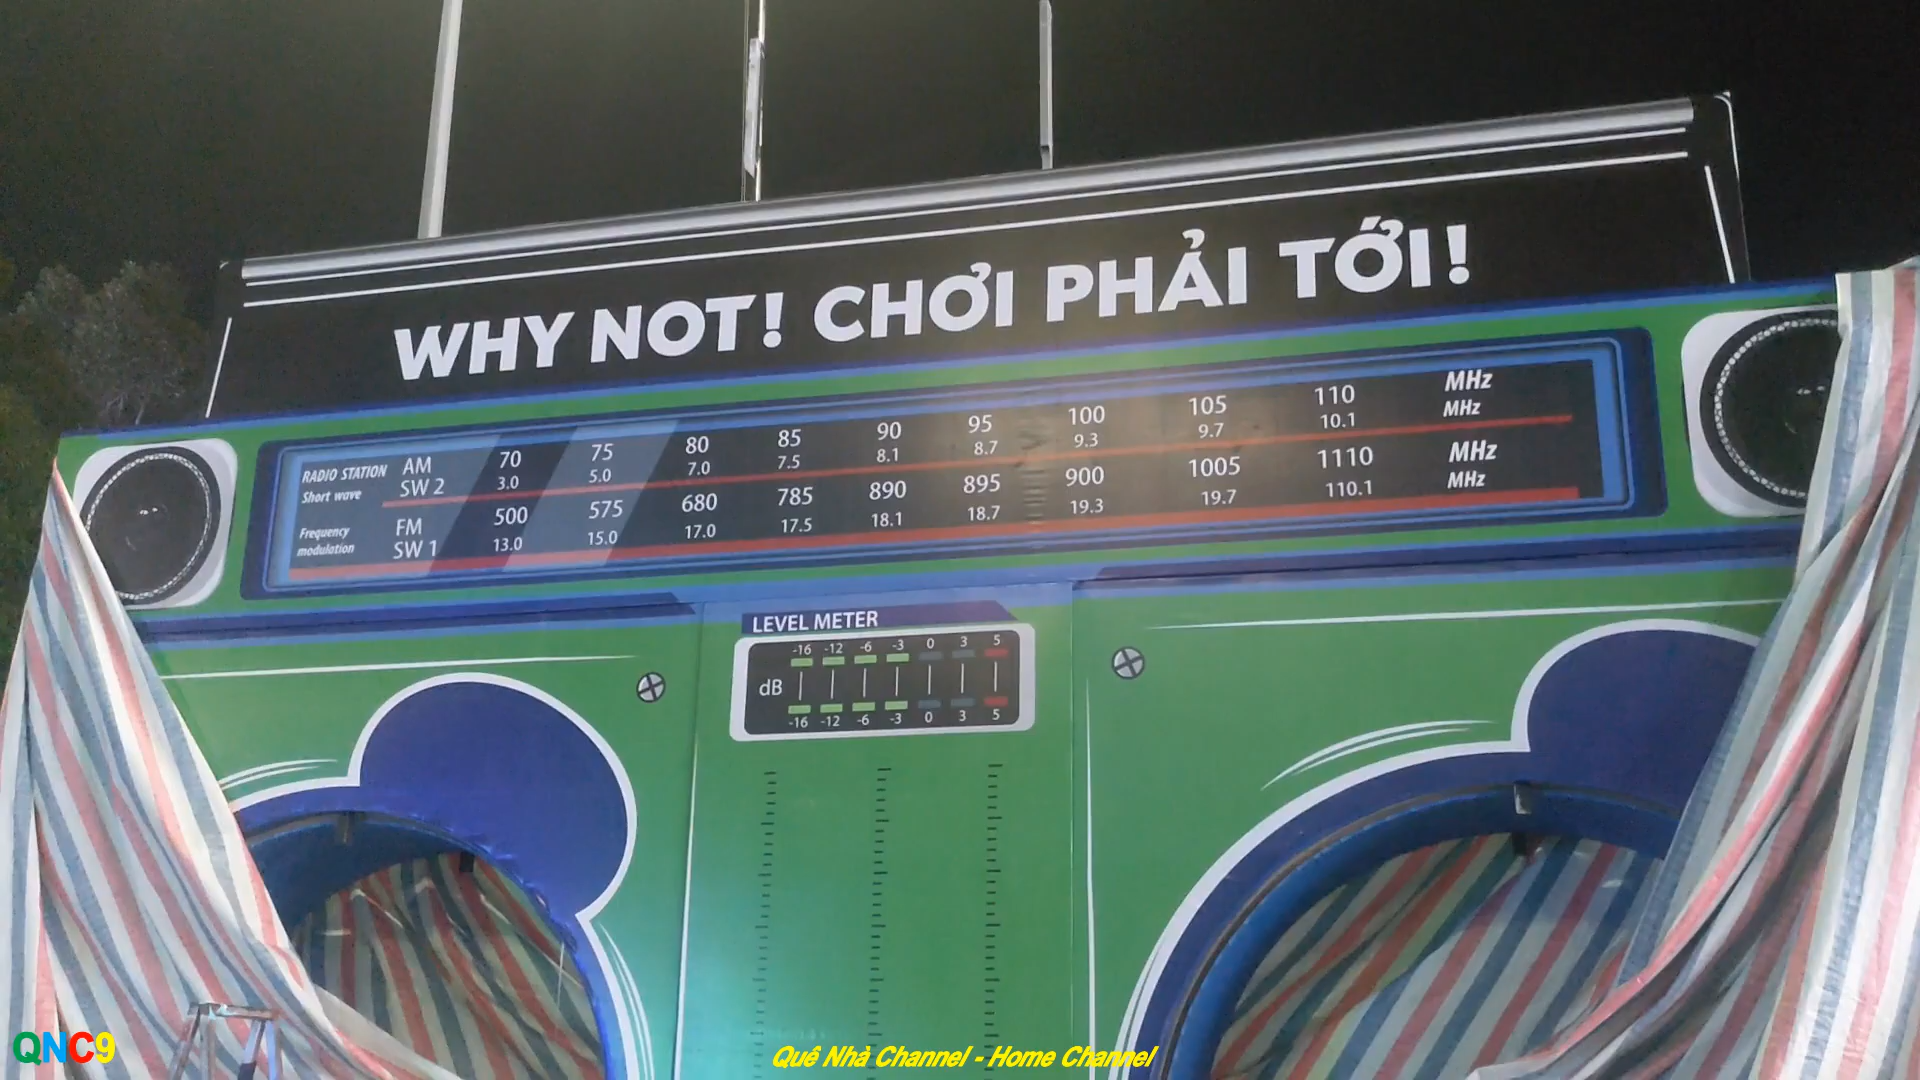 WHY NOT! CHƠI PHẢI TỚI!
RADIO STATION AM 70 75 80 85 90 95 100 105 110 MHz
Short wave SW 2 3.0 5.0 7.0 7.5 8.1 8.7 9.3 9.7 10.1 MHz
Frequency modulation FM 500 575 680 785 890 895 900 1005 1110 MHz
SW 1 13.0 15.0 17.0 17.5 18.1 18.7 19.3 19.7 110.1 MHz
LEVEL METER
-16 -12 -6 -3 0 3 5
dB
-16 -12 -6 -3 0 3 5
QNC9
Quê Nhà Channel - Home Channel